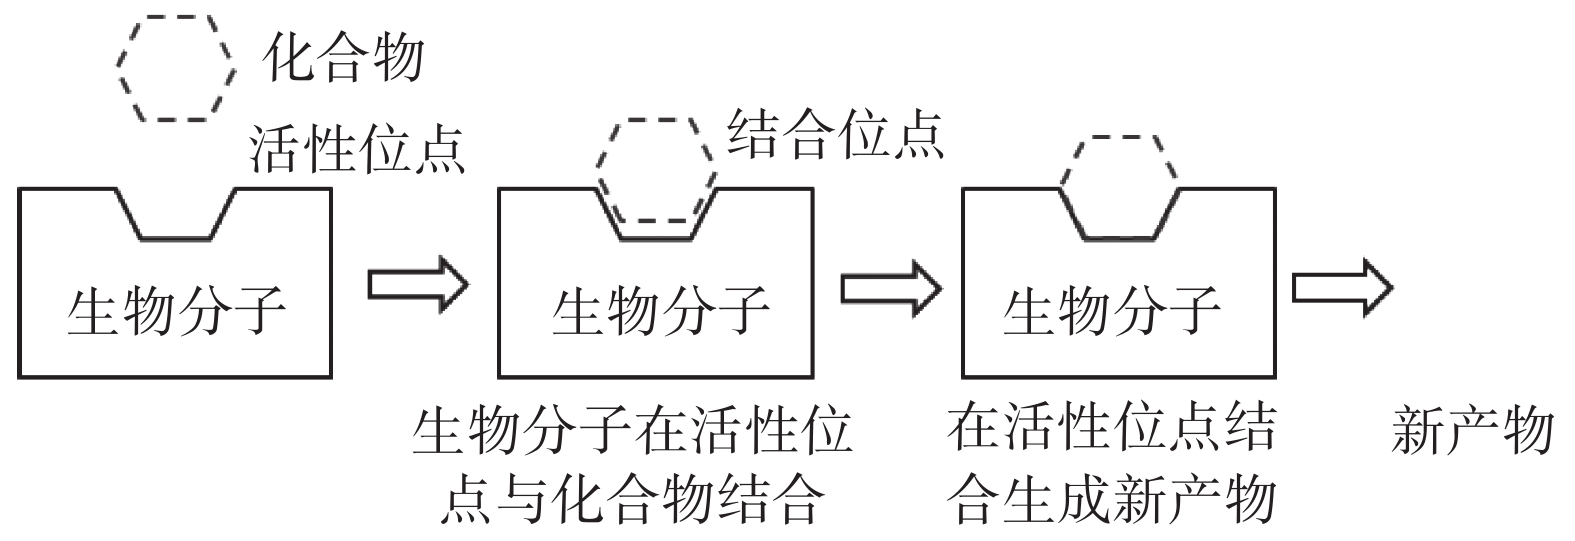 化合物
活性位点
结合位点
生物分子
生物分子
生物分子
生物分子在活性位
点与化合物结合
在活性位点结
合生成新产物
新产物